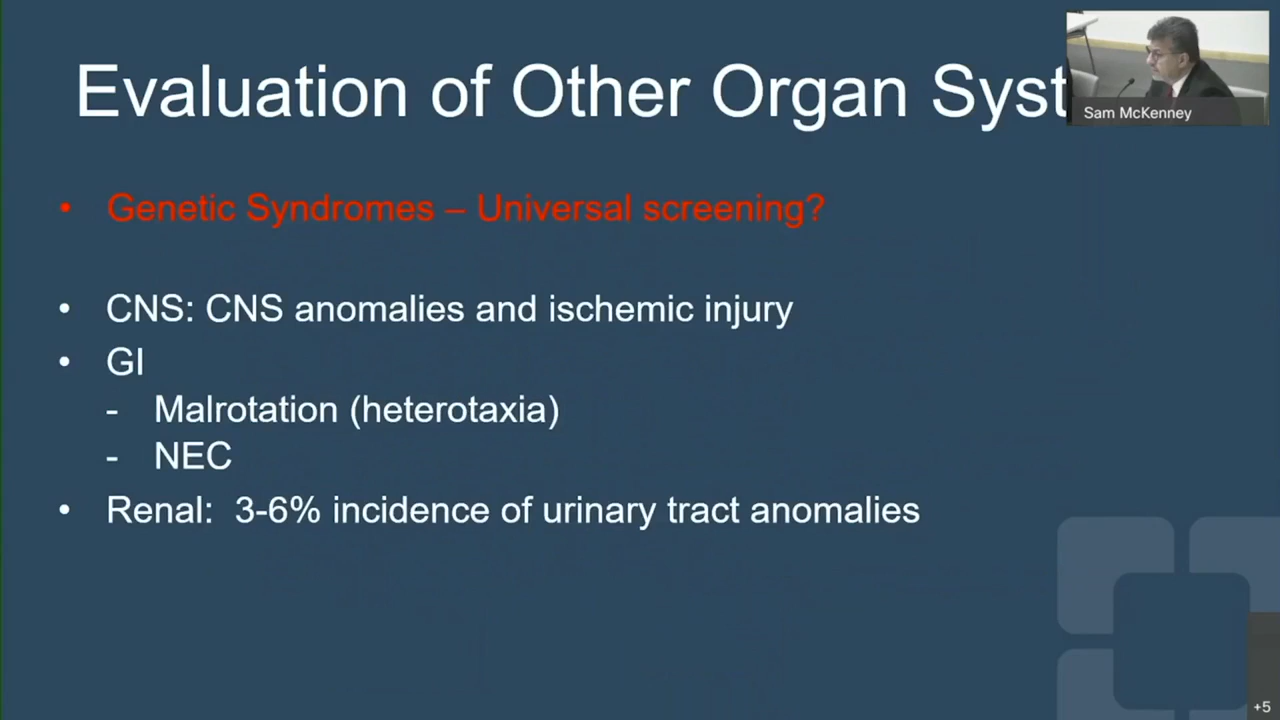 Evaluation of Other Organ Syst
Sam McKenney
• Genetic Syndromes – Universal screening?
• CNS: CNS anomalies and ischemic injury
• GI
- Malrotation (heterotaxia)
- NEC
• Renal: 3-6% incidence of urinary tract anomalies
+5